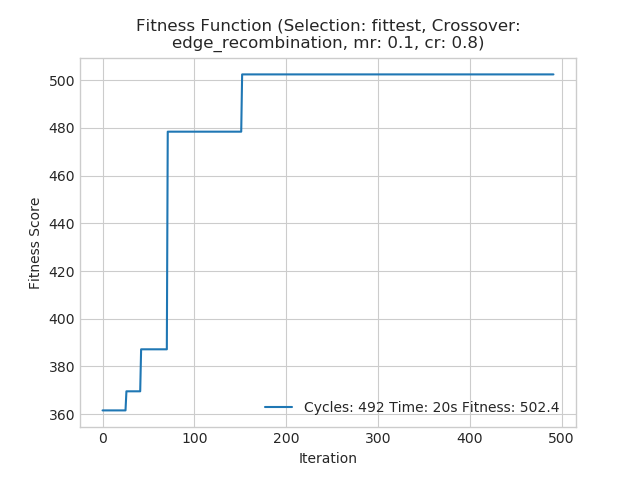 Fitness Function (Selection: fittest, Crossover:
edge_recombination, mr: 0.1, cr: 0.8)
Fitness Score
500
480
460
440
420
400
380
360
Cycles: 492 Time: 20s Fitness: 502.4
0 100 200 300 400 500
Iteration